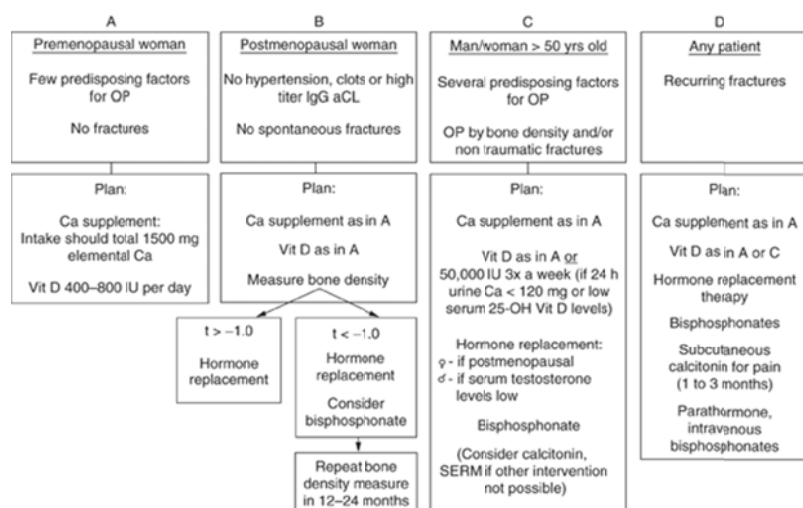 A
Premenopausal woman
Few predisposing factors
for OP
No fractures
Plan:
Ca supplement:
Intake should total 1500 mg
elemental Ca
Vit D 400–800 IU per day
B
Postmenopausal woman
No hypertension, clots or high
titer IgG aCL
No spontaneous fractures
Plan:
Ca supplement as in A
Vit D as in A
Measure bone density
t > −1.0
Hormone
replacement
t < −1.0
Hormone
replacement
Consider
bisphosphonate
Repeat bone
density measure
in 12–24 months
C
Man/woman > 50 yrs old
Several predisposing factors
for OP
OP by bone density and/or
non traumatic fractures
Plan:
Ca supplement as in A
Vit D as in A or
50,000 IU 3x a week (if 24 h
urine Ca < 120 mg or low
serum 25-OH Vit D levels)
Hormone replacement:
♀ - if postmenopausal
♂ - if serum testosterone
levels low
Bisphosphonate
(Consider calcitonin,
SERM if other intervention
not possible)
D
Any patient
Recurring fractures
Plan:
Ca supplement as in A
Vit D as in A or C
Hormone replacement
therapy
Bisphosphonates
Subcutaneous
calcitonin for pain
(1 to 3 months)
Parathormone,
intravenous
bisphosphonates